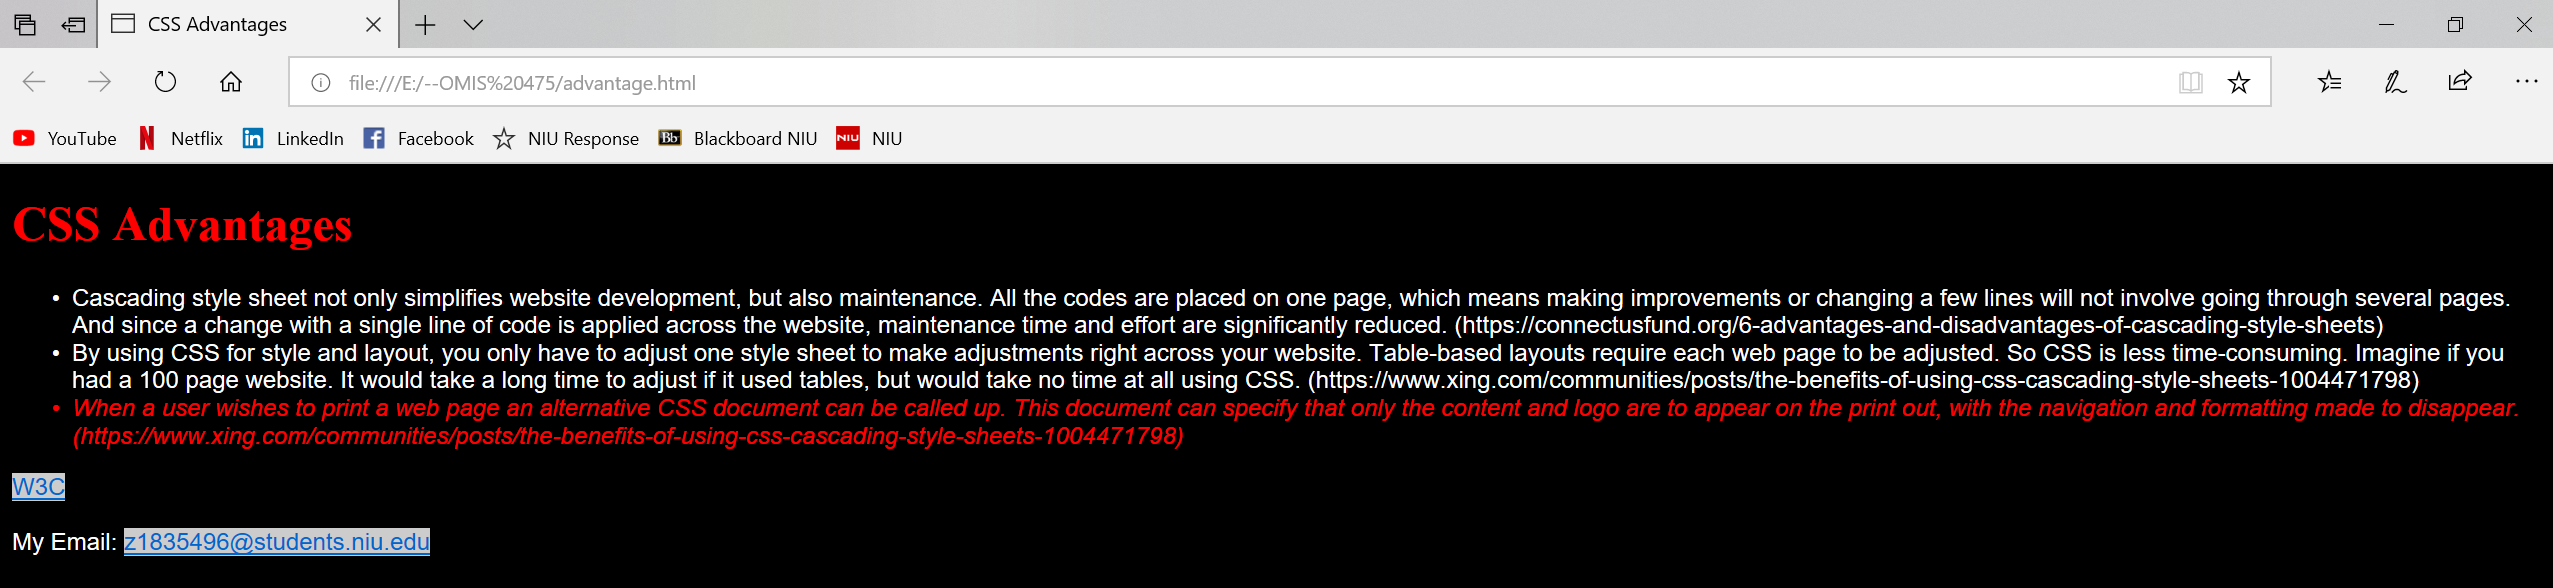 CSS Advantages
file:///E:/--OMIS%20475/advantage.html
YouTube Netflix LinkedIn Facebook NIU Response Bb Blackboard NIU NIU NIU
CSS Advantages
• Cascading style sheet not only simplifies website development, but also maintenance. All the codes are placed on one page, which means making improvements or changing a few lines will not involve going through several pages.
And since a change with a single line of code is applied across the website, maintenance time and effort are significantly reduced. (https://connectusfund.org/6-advantages-and-disadvantages-of-cascading-style-sheets)
• By using CSS for style and layout, you only have to adjust one style sheet to make adjustments right across your website. Table-based layouts require each web page to be adjusted. So CSS is less time-consuming. Imagine if you
had a 100 page website. It would take a long time to adjust if it used tables, but would take no time at all using CSS. (https://www.xing.com/communities/posts/the-benefits-of-using-css-cascading-style-sheets-1004471798)
• When a user wishes to print a web page an alternative CSS document can be called up. This document can specify that only the content and logo are to appear on the print out, with the navigation and formatting made to disappear.
(https://www.xing.com/communities/posts/the-benefits-of-using-css-cascading-style-sheets-1004471798)
W3C
My Email: z1835496@students.niu.edu